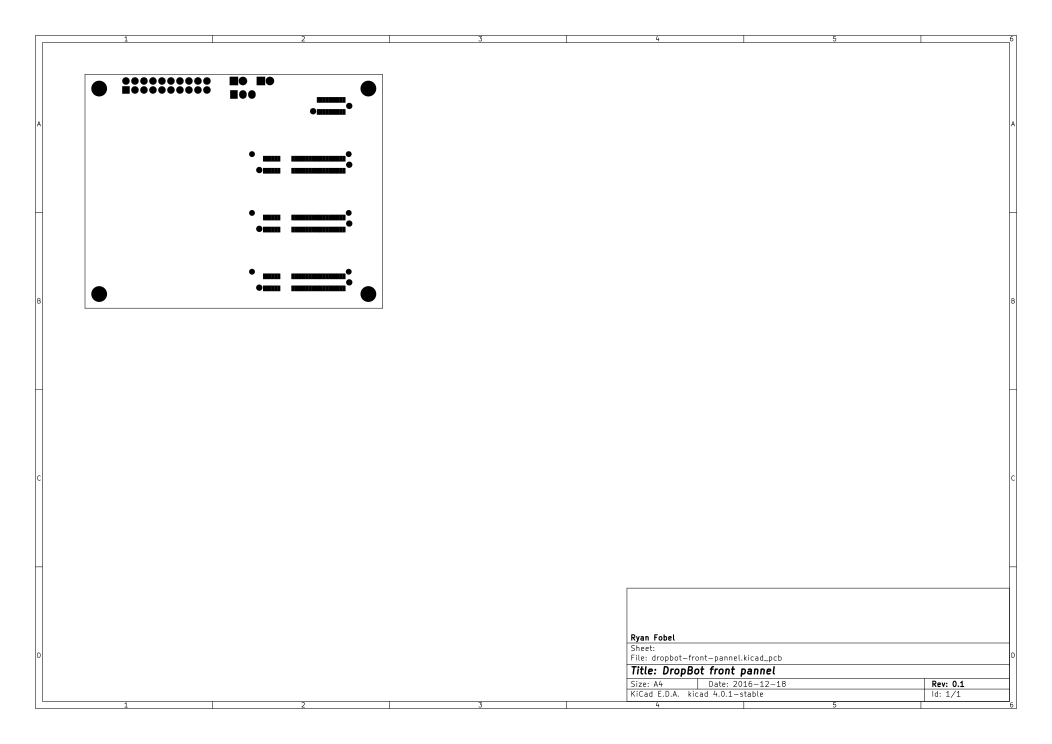 1 2 3 4 5 6
A A
B B
C C
Ryan Fobel
Sheet:
D D
File: dropbot-front-pannel.kicad_pcb
Title: DropBot front pannel
Size: A4 Date: 2016-12-18 Rev: 0.1
KiCad E.D.A. kicad 4.0.1-stable Id: 1/1
1 2 3 4 5 6